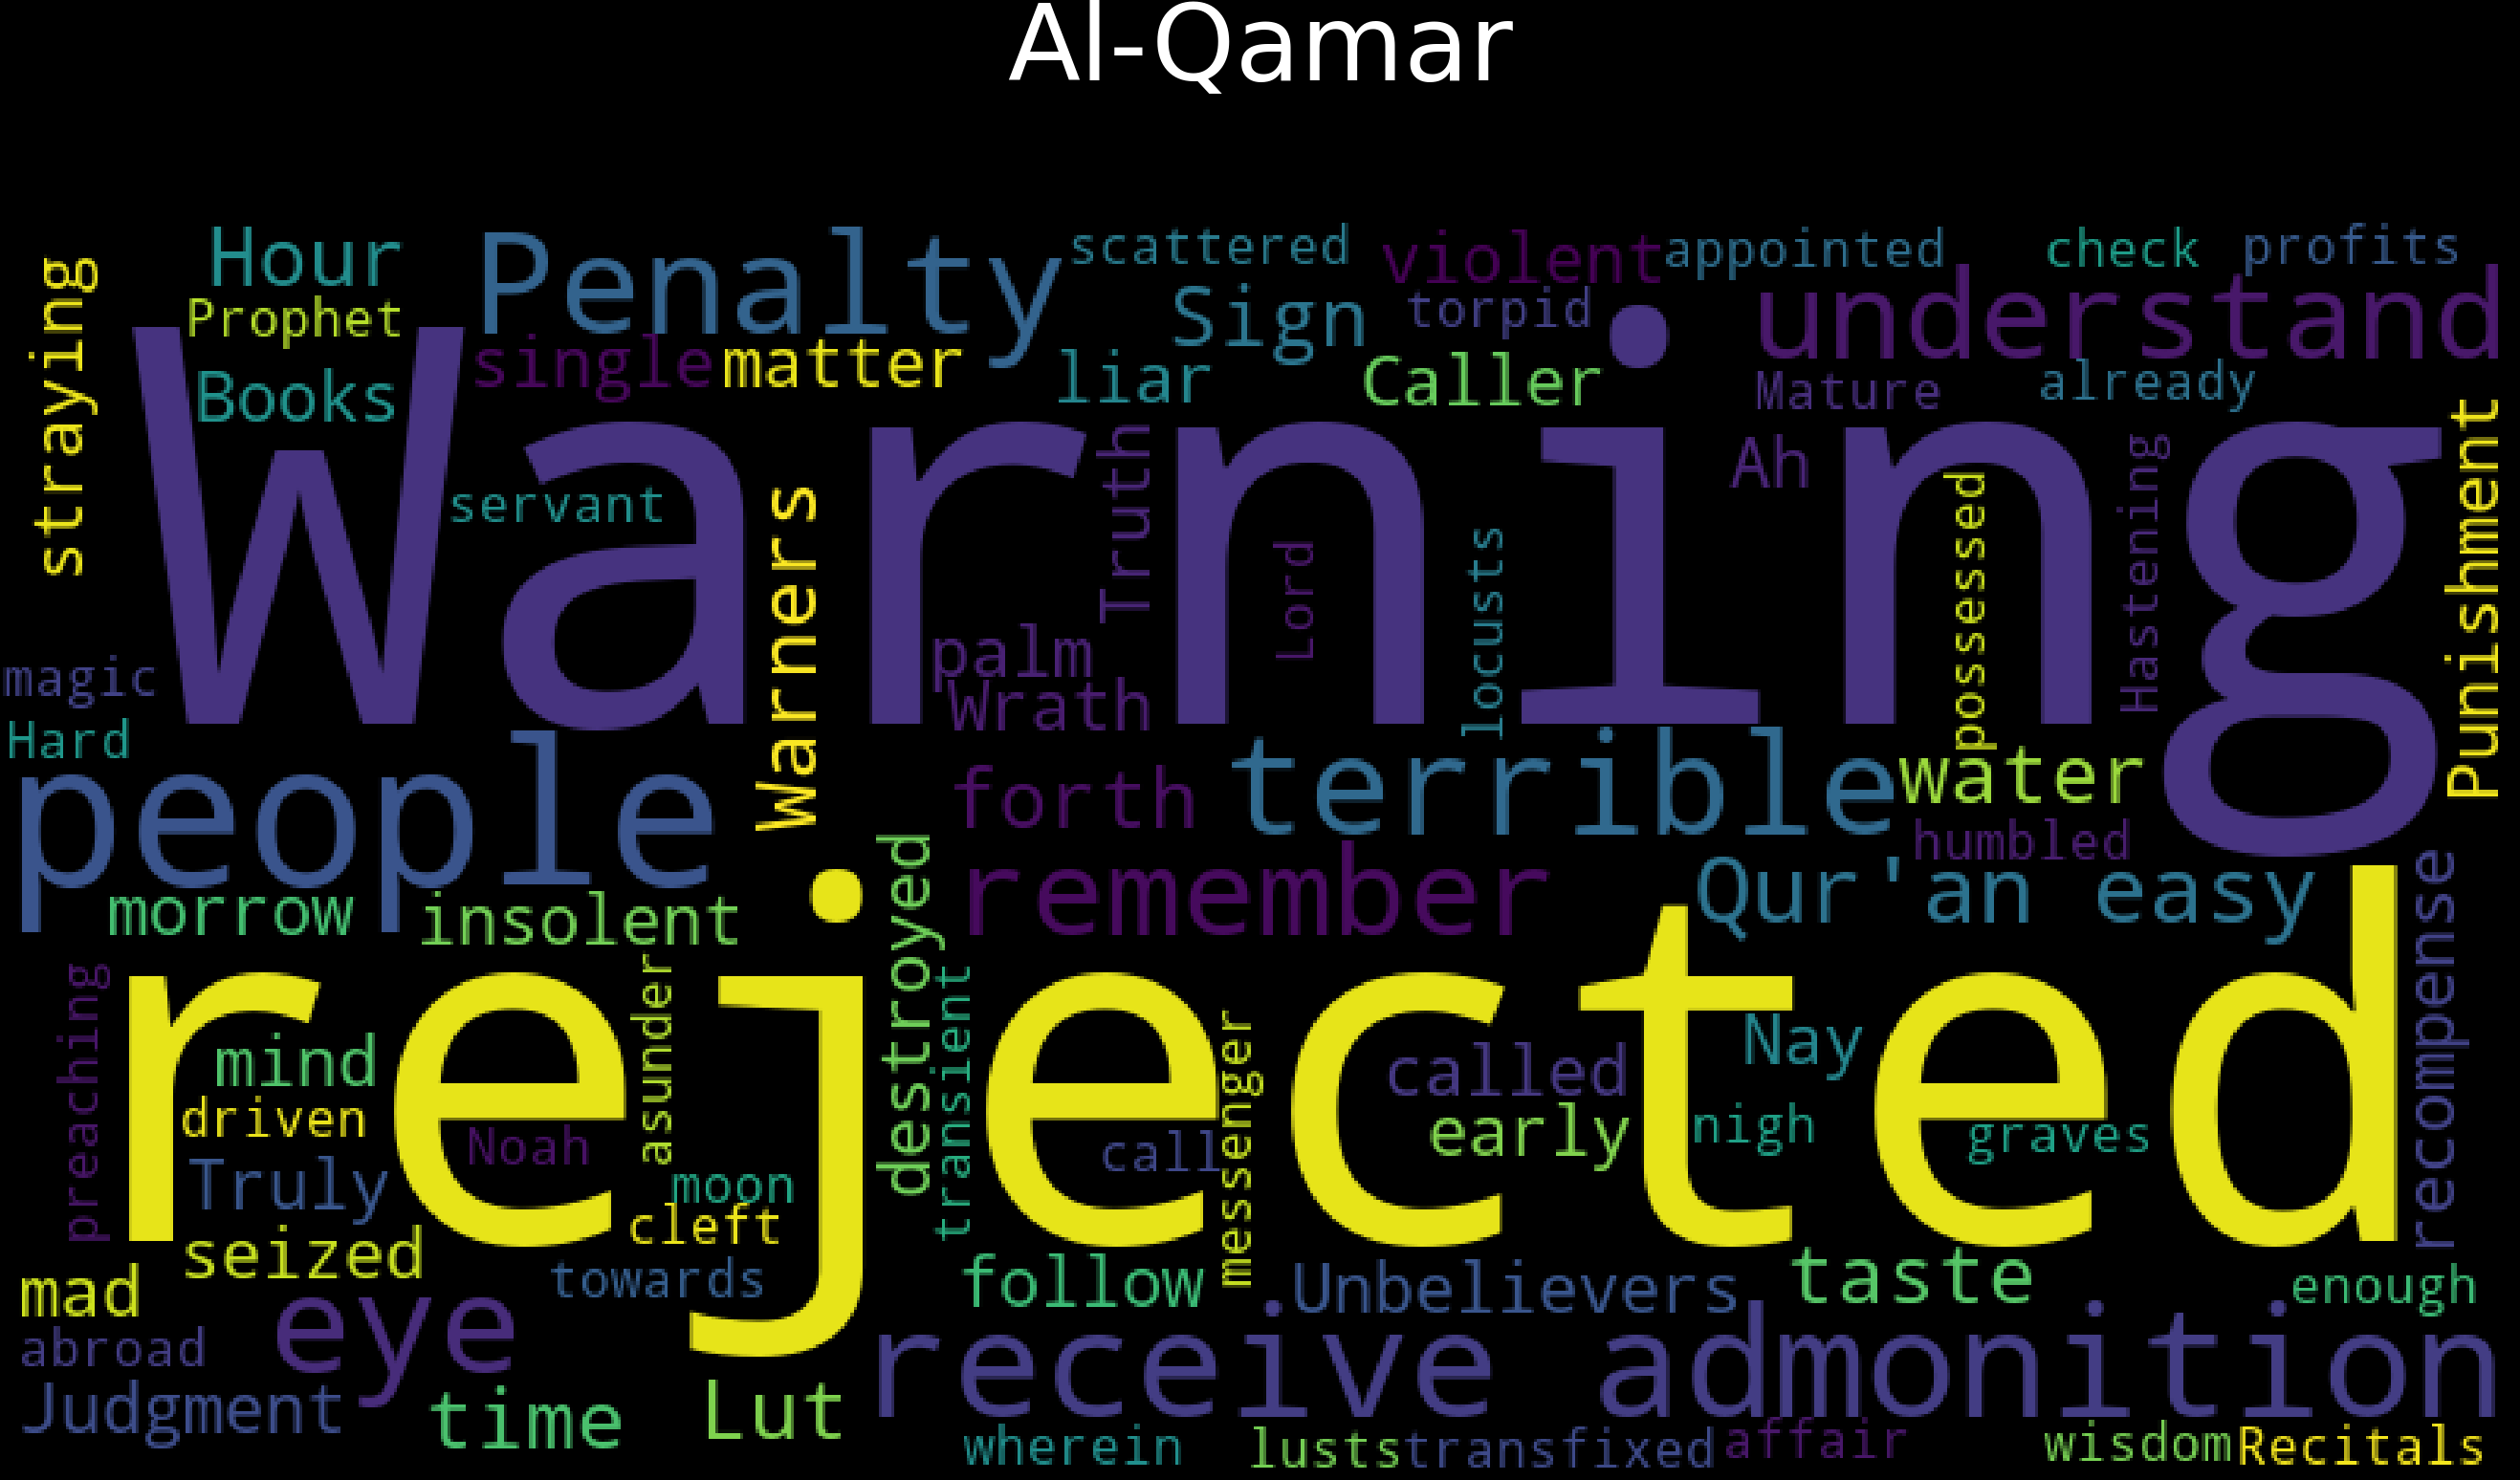 Al-Qamar
Hour
Penalty
scattered
violent
appointed
check
profits
straying
Prophet
Sign
torpid
understand
single
matter
liar
Caller
Mature
already
Books
Warning
Punishment
Truth
Ah
Hastening
possessed
servant
Warners
Lord
locusts
palm
magic
Wrath
Hard
people
forth
terrible
water
humbled
remember
Qur'an easy
morrow
insolent
destroyed
recompense
rejected
preaching
asunder
transient
messenger
mind
called
Nay
driven
Noah
call
early
nigh
graves
Truly
moon
cleft
seized
towards
follow
Unbelievers
taste
enough
mad
eye
abroad
receive admonition
Judgment
time
Lut
wherein
lusts
transfixed
affair
wisdom
Recitals